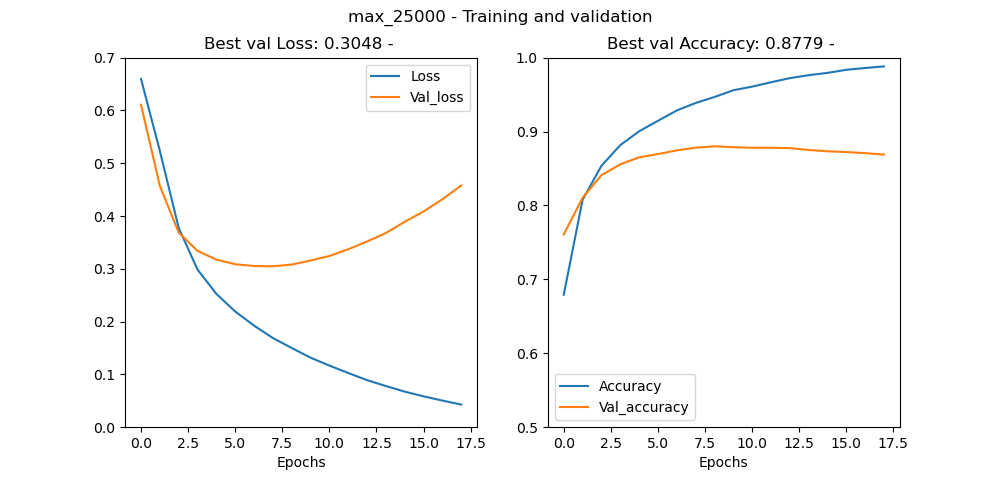 max_25000 - Training and validation
Best val Loss: 0.3048 -
0.7
0.6
0.5
0.4
0.3
0.2
0.1
0.0
Loss
Val_loss
0.0 2.5 5.0 7.5 10.0 12.5 15.0 17.5
Epochs
Best val Accuracy: 0.8779 -
1.0
0.9
0.8
0.7
0.6
0.5
Accuracy
Val_accuracy
0.0 2.5 5.0 7.5 10.0 12.5 15.0 17.5
Epochs